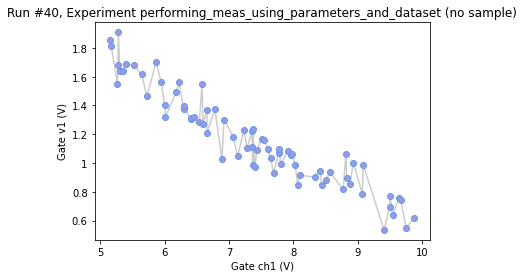 Run #40, Experiment performing_meas_using_parameters_and_dataset (no sample)
Gate v1 (V)
1.8
1.6
1.4
1.2
1.0
0.8
0.6
5 6 7 8 9 10
Gate ch1 (V)